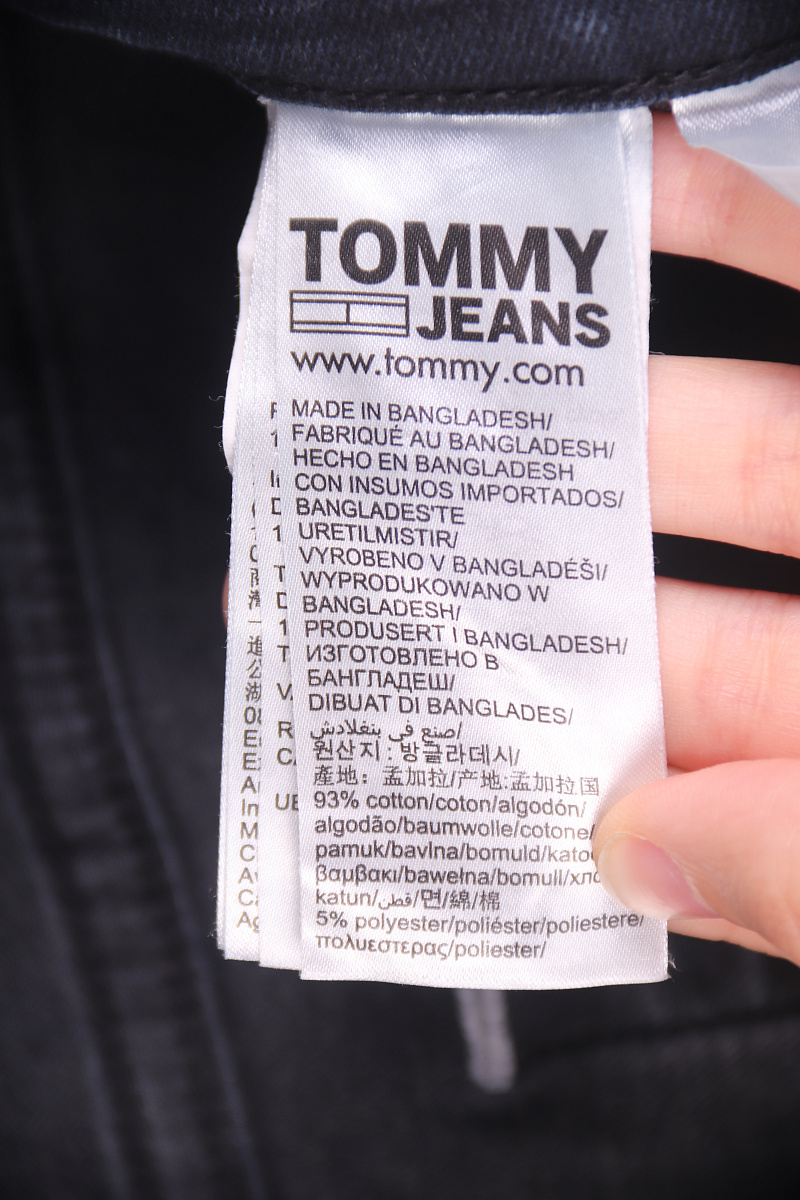 TOMMY
JEANS
www.tommy.com
MADE IN BANGLADESH/
FABRIQUÉ AU BANGLADESH/
HECHO EN BANGLADESH
CON INSUMOS IMPORTADOS/
BANGLADES'TE
URETILMISTIR/
VYROBENO V BANGLADÉŠI/
WYPRODUKOWANO W
BANGLADESH/
PRODUSERT I BANGLADESH/
ИЗГОТОВЛЕНО В
БАНГЛАДЕШ/
DIBUAT DI BANGLADES/
صنع في بنغلادش/
원산지 : 방글라데시/
產地: 孟加拉/产地:孟加拉国
93% cotton/coton/algodón/
algodão/baumwolle/cotone/
pamuk/bavlna/bomuld/kato
βαμβακι/bawełna/bomull/хло
katun/قطن/면/綿/棉
5% polyester/poliéster/poliestere/
πολυεστερας/poliester/